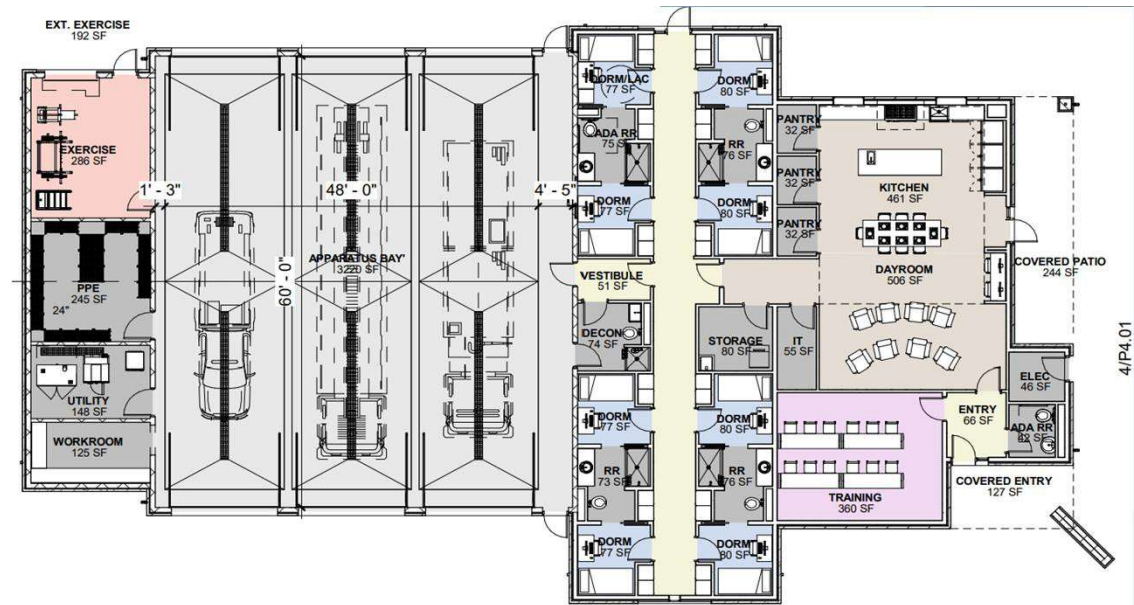 EXT. EXERCISE
192 SF
EXERCISE
286 SF
PPE
245 SF
24"
UTILITY
148 SF
WORKROOM
125 SF
1' - 3"
48' - 0"
4' - 5"
60' - 0"
APPARATUS BAY'
3220 SF
DORM/LAC
77 SF
DORM
80 SF
ADA RR
75 SF
RR
76 SF
DORM
77 SF
DORM
80 SF
VESTIBULE
51 SF
DECON
74 SF
STORAGE
80 SF
IT
55 SF
DORM
77 SF
DORM
80 SF
RR
73 SF
RR
76 SF
DORM
77 SF
DORM
80 SF
PANTRY
32 SF
PANTRY
32 SF
PANTRY
32 SF
KITCHEN
461 SF
DAYROOM
506 SF
COVERED PATIO
244 SF
ELEC
46 SF
ENTRY
66 SF
ADA RR
COVERED ENTRY
127 SF
TRAINING
360 SF
4/P4.01